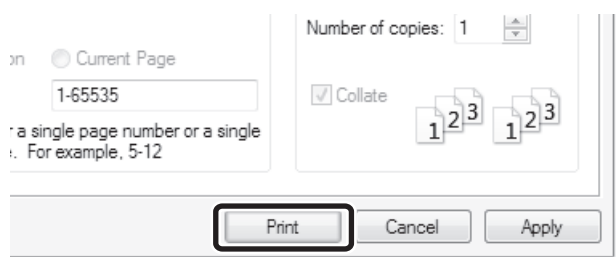 Number of copies: 1
on Current Page
1-65535
Collate
1 2 3 1 2 3
r a single page number or a single
. For example, 5-12
Print Cancel Apply